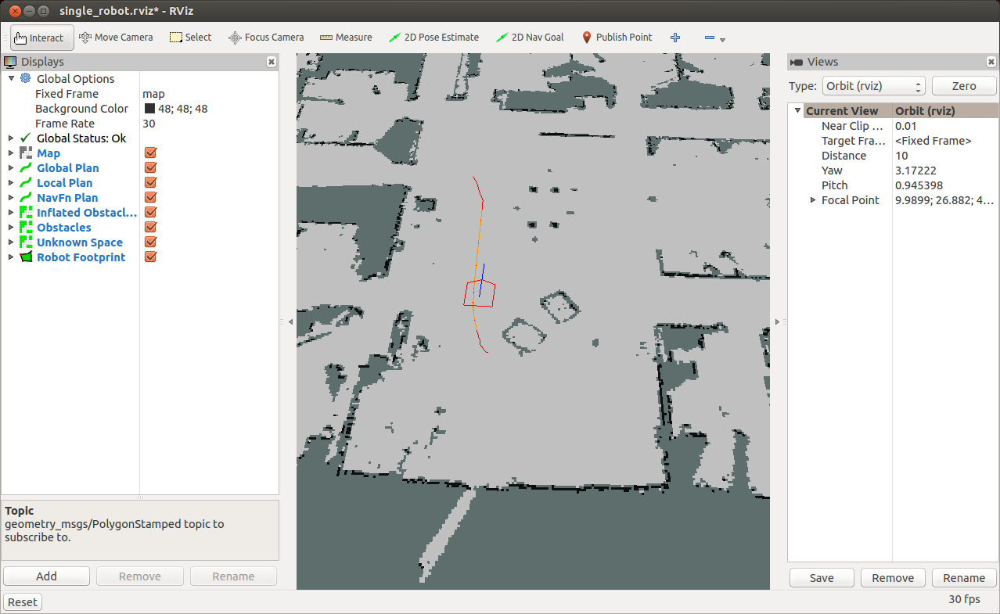 single_robot.rviz* - RViz
Interact Move Camera Select Focus Camera Measure 2D Pose Estimate 2D Nav Goal Publish Point
Displays
Global Options
Fixed Frame map
Background Color 48; 48; 48
Frame Rate 30
Global Status: Ok
Map
Global Plan
Local Plan
NavFn Plan
Inflated Obstacl...
Obstacles
Unknown Space
Robot Footprint
Topic
geometry_msgs/PolygonStamped topic to
subscribe to.
Add Remove Rename
Reset
Views
Type: Orbit (rviz) Zero
Current View Orbit (rviz)
Near Clip ... 0.01
Target Fra... <Fixed Frame>
Distance 10
Yaw 3.17222
Pitch 0.945398
Focal Point 9.9899; 26.882; 4...
Save Remove Rename
30 fps